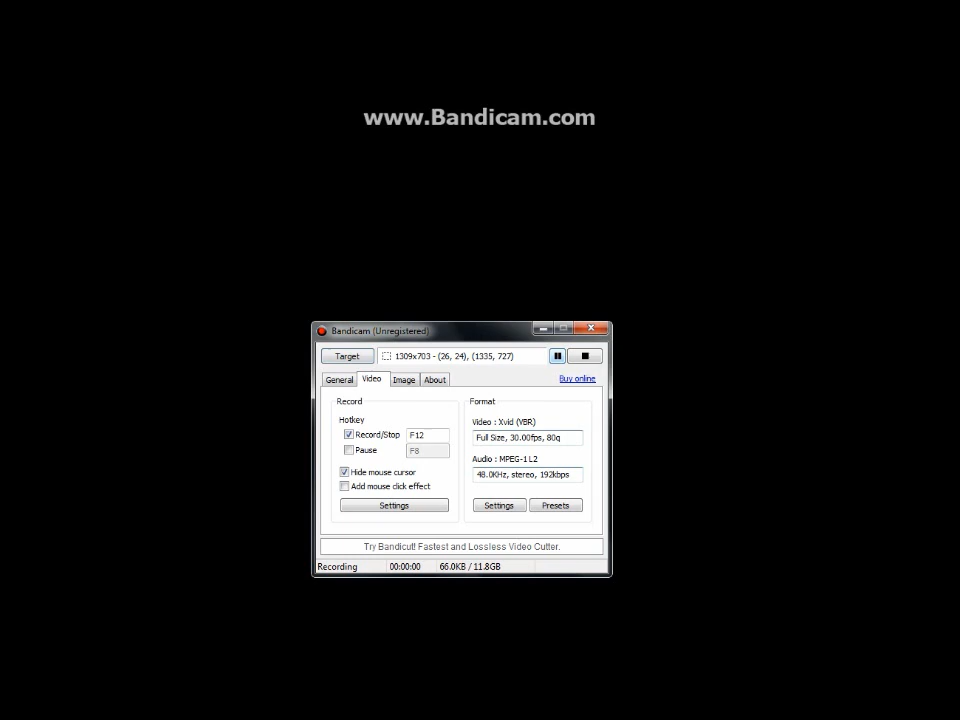 www.Bandicam.com
Bandicam (Unregistered)
Target 1309x703 - (26, 24), (1335, 727)
General Video Image About Buy online
Record
Hotkey
Record/Stop F12
Pause F8
Hide mouse cursor
Add mouse click effect
Settings
Format
Video : Xvid (VBR)
Full Size, 30.00fps, 80q
Audio : MPEG-1 L2
48.0KHz, stereo, 192kbps
Settings Presets
Try Bandicut! Fastest and Lossless Video Cutter.
Recording 00:00:00 66.0KB / 11.8GB